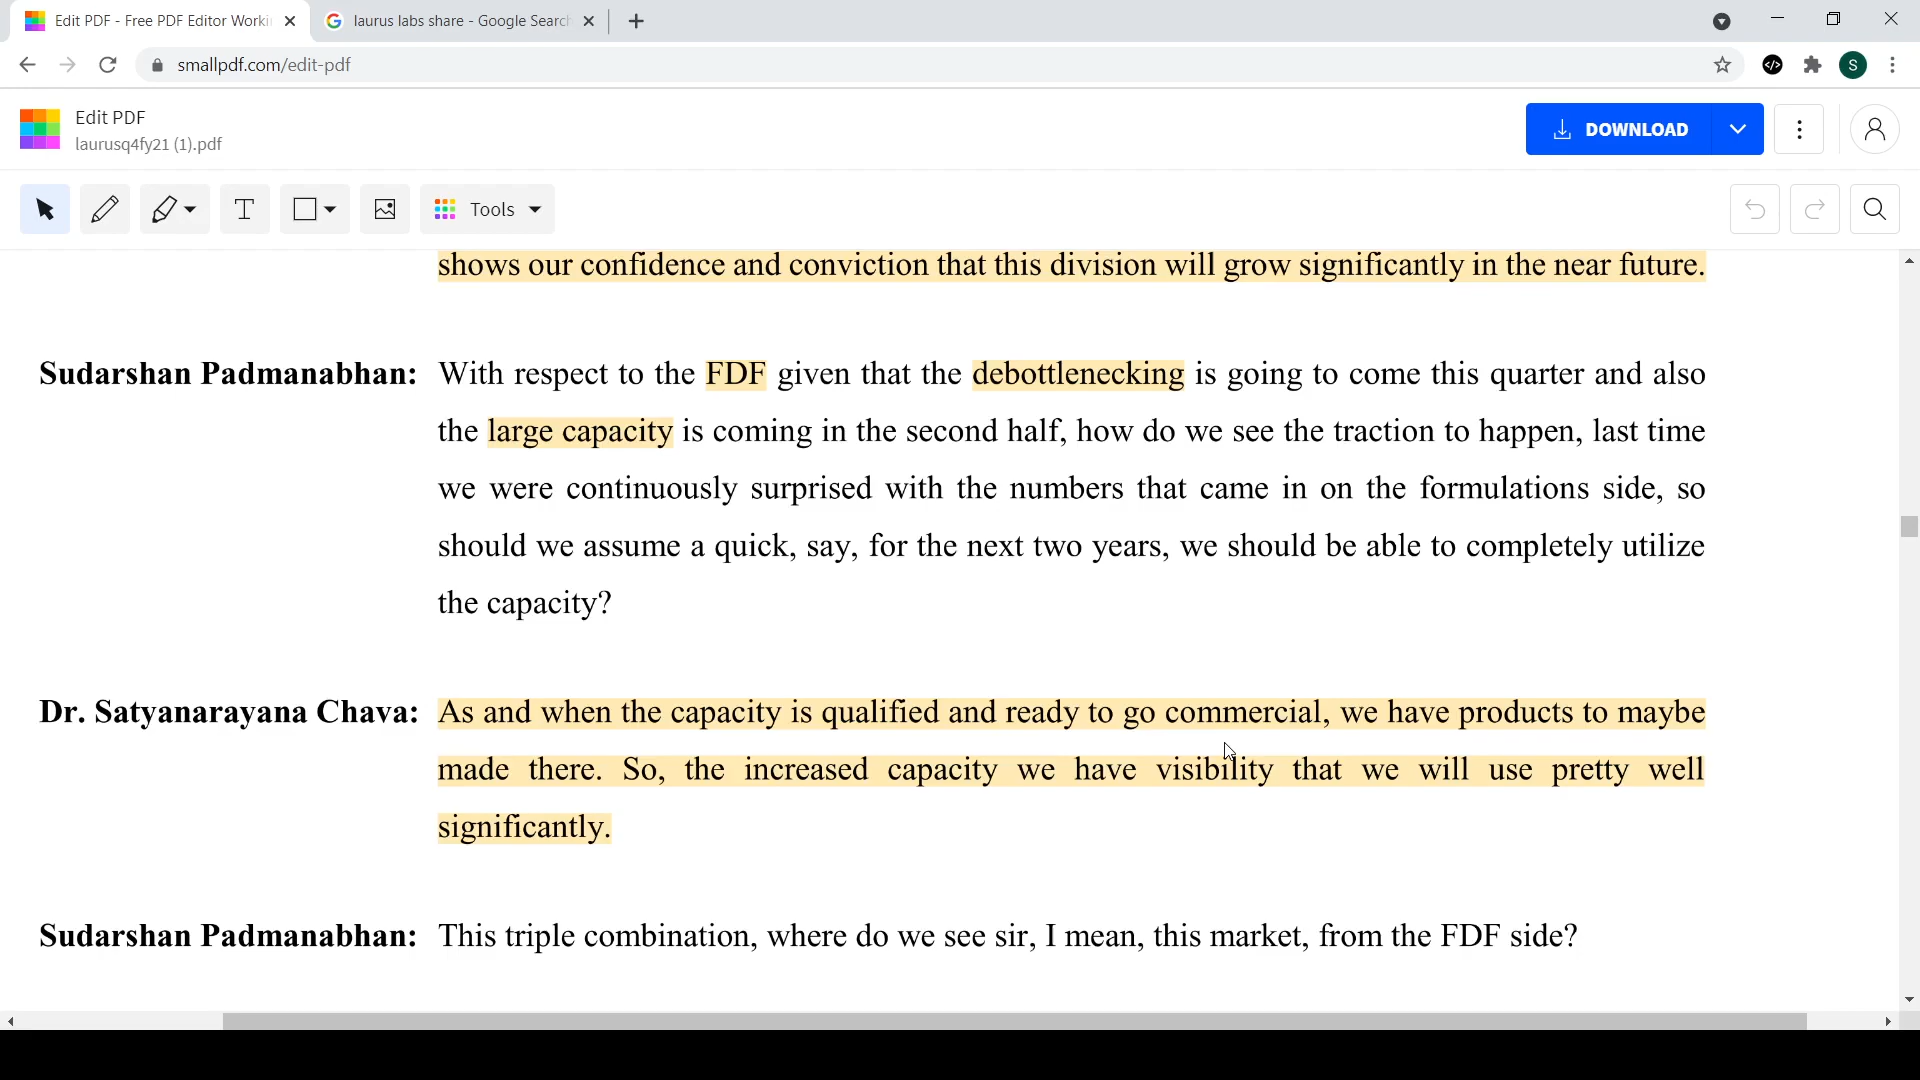 Edit PDF - Free PDF Editor Worki
laurus labs share - Google Search
smallpdf.com/edit-pdf
S
Edit PDF
laurusq4fy21 (1).pdf
DOWNLOAD
T
Tools
shows our confidence and conviction that this division will grow significantly in the near future.
Sudarshan Padmanabhan: With respect to the FDF given that the debottlenecking is going to come this quarter and also
the large capacity is coming in the second half, how do we see the traction to happen, last time
we were continuously surprised with the numbers that came in on the formulations side, so
should we assume a quick, say, for the next two years, we should be able to completely utilize
the capacity?
Dr. Satyanarayana Chava: As and when the capacity is qualified and ready to go commercial, we have products to maybe
made there. So, the increased capacity we have visibility that we will use pretty well
significantly.
Sudarshan Padmanabhan: This triple combination, where do we see sir, I mean, this market, from the FDF side?